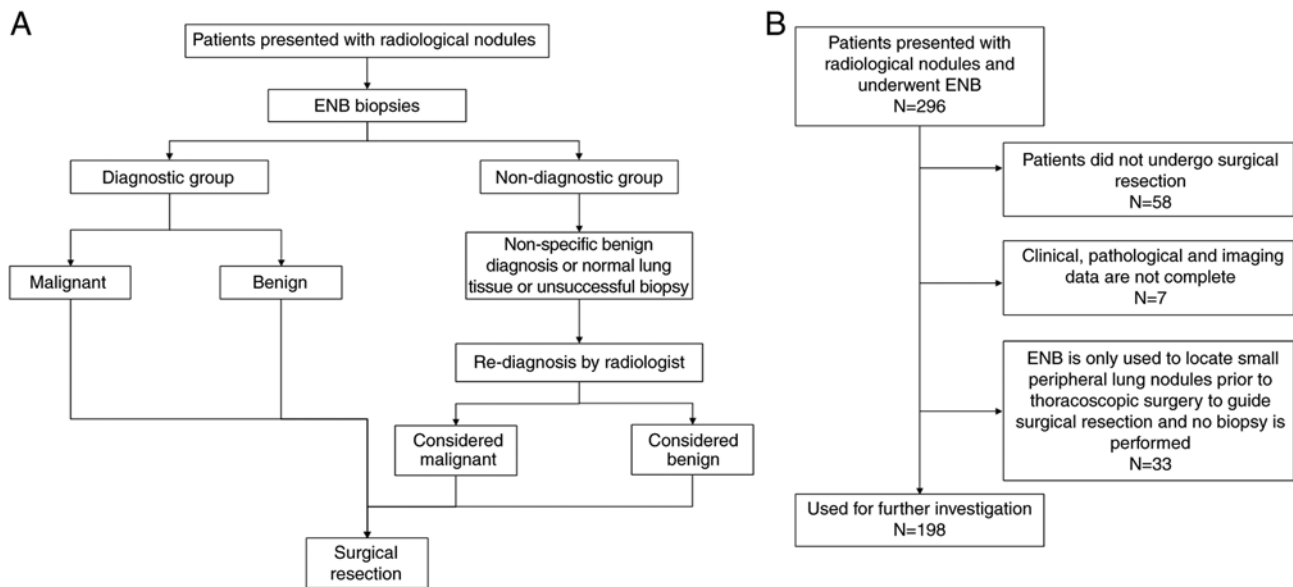 A
Patients presented with radiological nodules
ENB biopsies
Diagnostic group
Non-diagnostic group
Malignant
Benign
Non-specific benign
diagnosis or normal lung
tissue or unsuccessful biopsy
Re-diagnosis by radiologist
Considered
malignant
Considered
benign
Surgical
resection
B
Patients presented with
radiological nodules and
underwent ENB
N=296
Patients did not undergo surgical
resection
N=58
Clinical, pathological and imaging
data are not complete
N=7
ENB is only used to locate small
peripheral lung nodules prior to
thoracoscopic surgery to guide
surgical resection and no biopsy is
performed
N=33
Used for further investigation
N=198